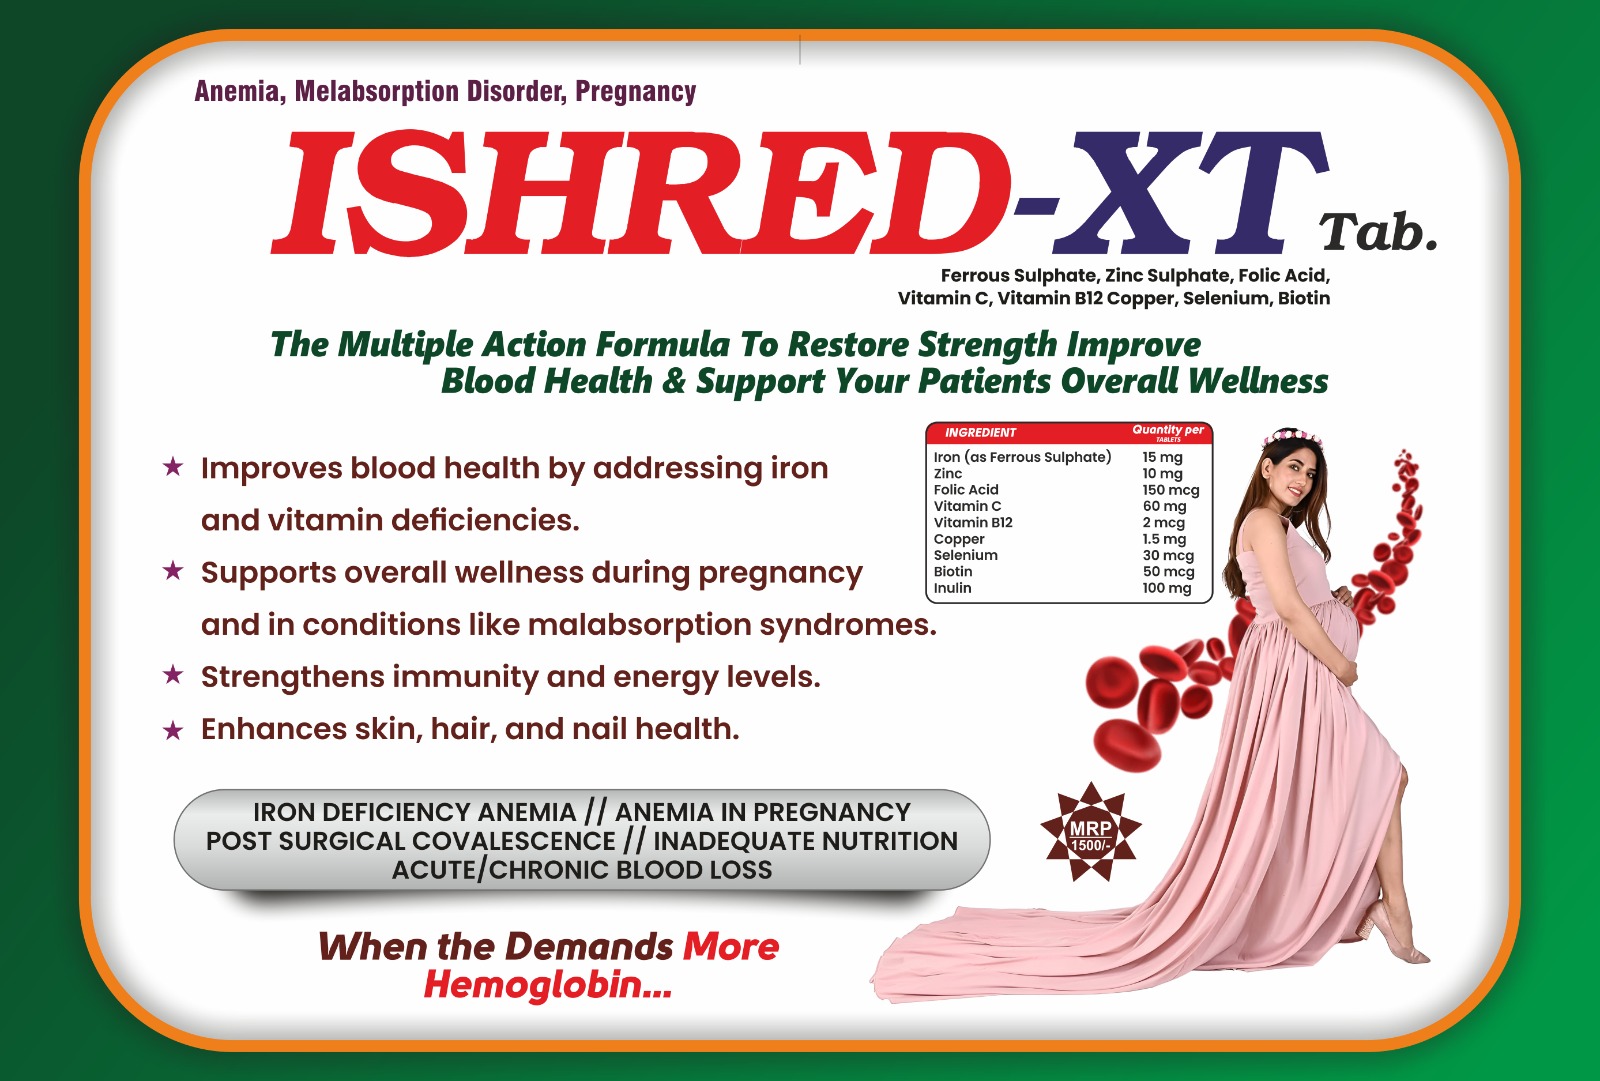 Anemia, Melabsorption Disorder, Pregnancy
ISHRED-XT Tab.
Ferrous Sulphate, Zinc Sulphate, Folic Acid,
Vitamin C, Vitamin B12 Copper, Selenium, Biotin
The Multiple Action Formula To Restore Strength Improve
Blood Health & Support Your Patients Overall Wellness
★ Improves blood health by addressing iron
and vitamin deficiencies.
★ Supports overall wellness during pregnancy
and in conditions like malabsorption syndromes.
★ Strengthens immunity and energy levels.
★ Enhances skin, hair, and nail health.
INGREDIENT Quantity per
TABLETS
Iron (as Ferrous Sulphate) 15 mg
Zinc 10 mg
Folic Acid 150 mcg
Vitamin C 60 mg
Vitamin B12 2 mcg
Copper 1.5 mg
Selenium 30 mcg
Biotin 50 mcg
Inulin 100 mg
IRON DEFICIENCY ANEMIA // ANEMIA IN PREGNANCY
POST SURGICAL COVALESCENCE // INADEQUATE NUTRITION
ACUTE/CHRONIC BLOOD LOSS
MRP
1500/-
When the Demands More
Hemoglobin...